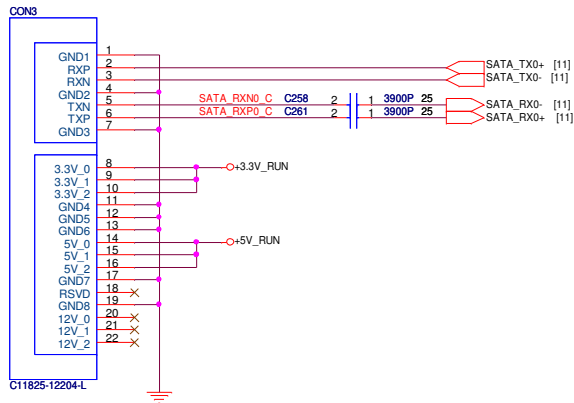 CON3
GND1 1
RXP 2 SATA_TX0+ [11]
RXN 3 SATA_TX0- [11]
GND2 4
TXN 5 SATA_RXN0_C C258 2 1 3900P 25 SATA_RX0- [11]
TXP 6 SATA_RXP0_C C261 2 1 3900P 25 SATA_RX0+ [11]
GND3 7
3.3V_0 8 +3.3V_RUN
3.3V_1 9
3.3V_2 10
GND4 11
GND5 12
GND6 13
5V_0 14 +5V_RUN
5V_1 15
5V_2 16
GND7 17
RSVD 18
GND8 19
12V_0 20
12V_1 21
12V_2 22
C11825-12204-L